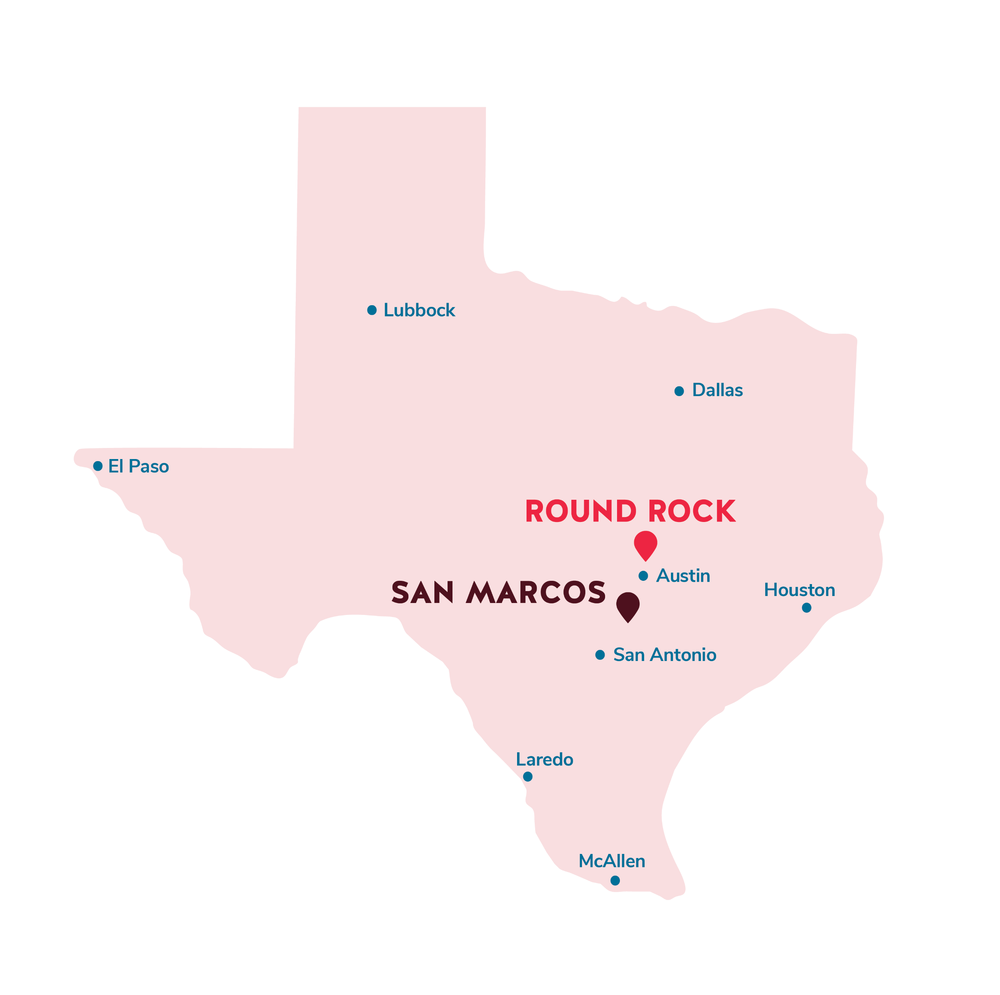 Lubbock
Dallas
El Paso
ROUND ROCK
Austin
SAN MARCOS
Houston
San Antonio
Laredo
McAllen